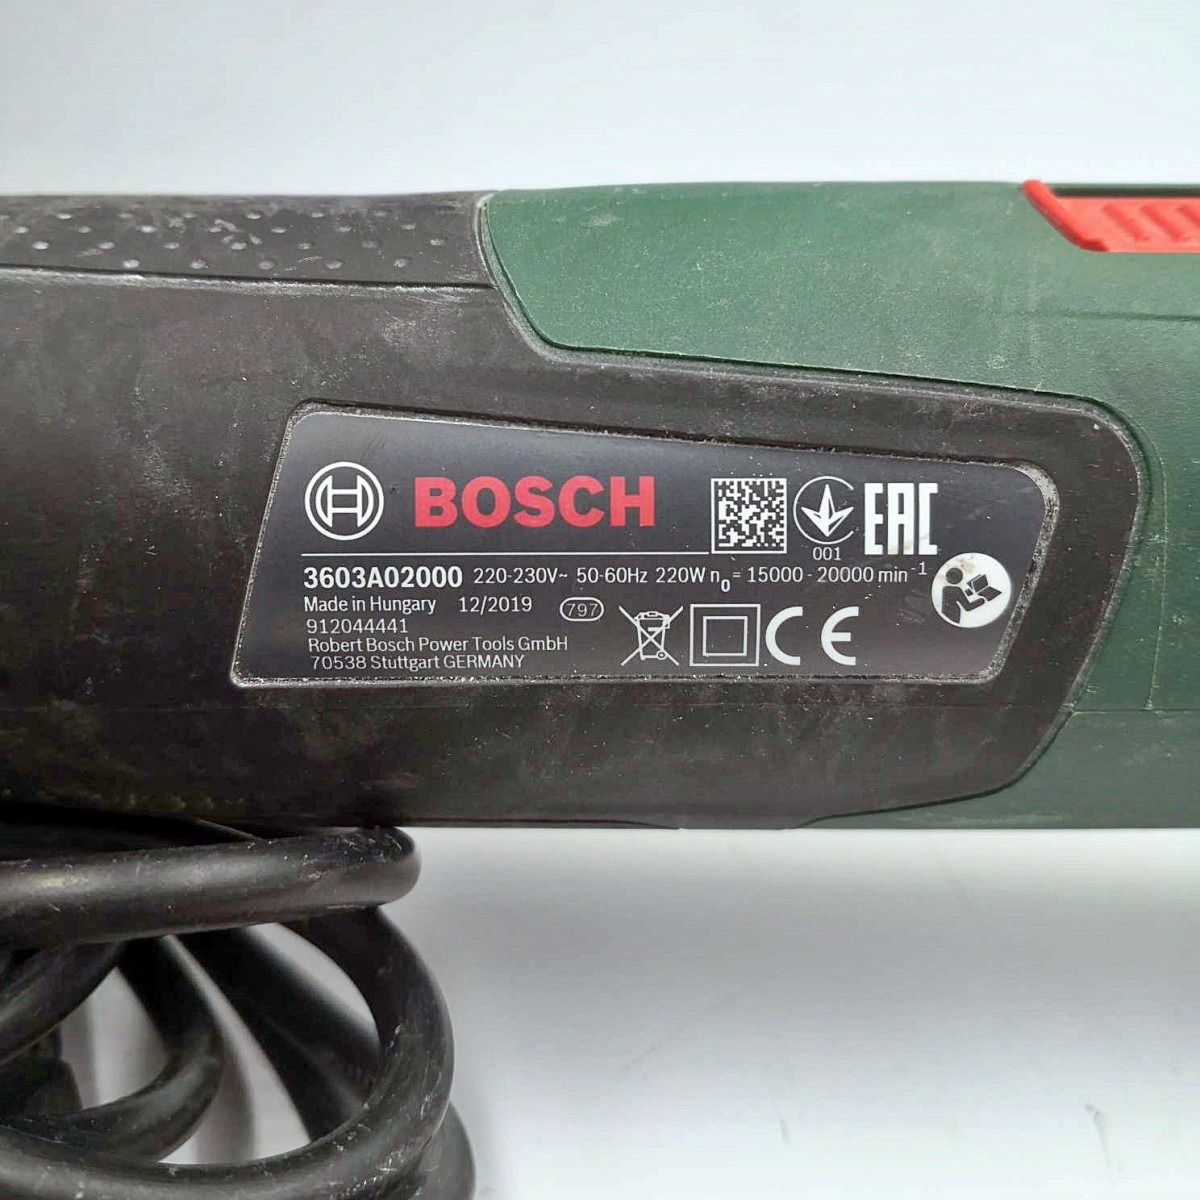 BOSCH
001
EAC
3603A02000 220-230V~ 50-60Hz 220W n0 = 15000 - 20000 min-1
Made in Hungary 12/2019 797
912044441
Robert Bosch Power Tools GmbH
70538 Stuttgart GERMANY
CE